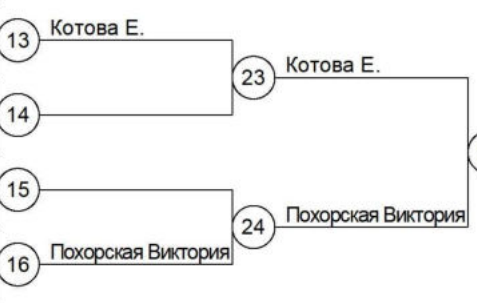 13 Котова Е.
23 Котова Е.
14
15
24 Похорская Виктория
16 Похорская Виктория